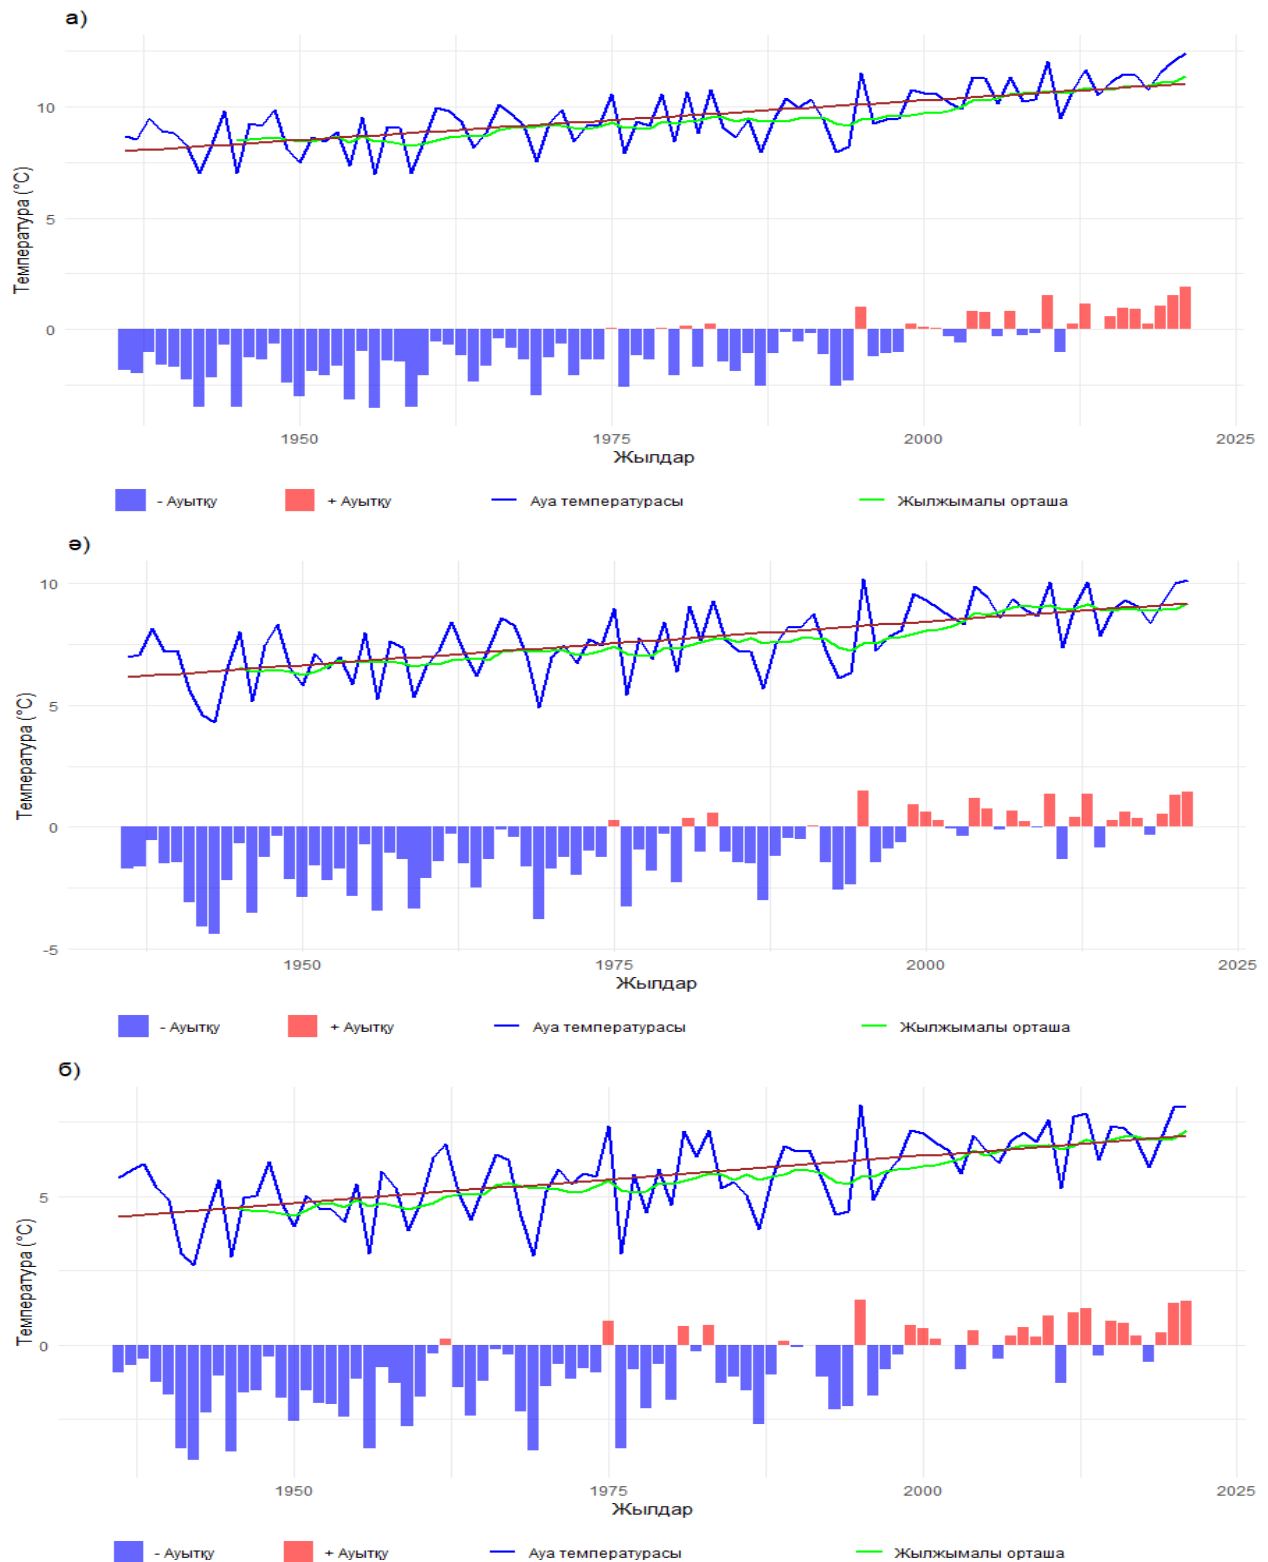 а)
Температура (°C)
10
5
0
1950 1975 2000 2025
Жылдар
- Ауытқу + Ауытқу Ауа температурасы Жылжымалы орташа
ә)
Температура (°C)
10
5
0
-5
1950 1975 2000 2025
Жылдар
- Ауытқу + Ауытқу Ауа температурасы Жылжымалы орташа
б)
Температура (°C)
5
0
1950 1975 2000 2025
Жылдар
- Ауытқу + Ауытқу Ауа температурасы Жылжымалы орташа